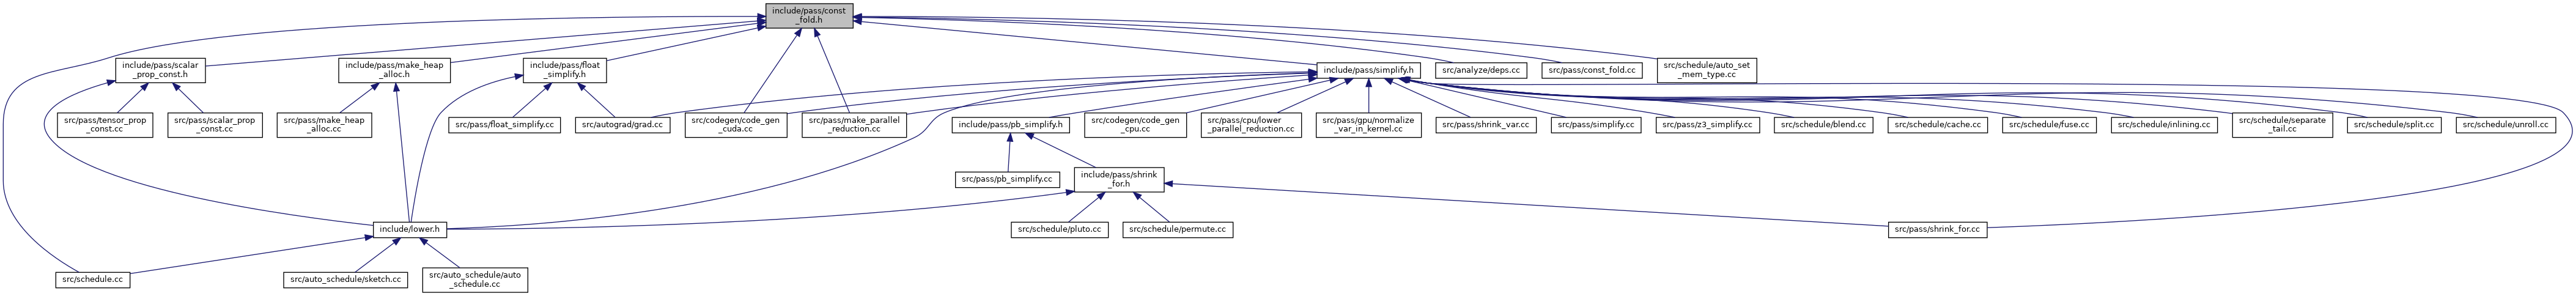 include/pass/const
_fold.h
include/pass/scalar
_prop_const.h
include/pass/make_heap
_alloc.h
include/pass/float
_simplify.h
include/pass/simplify.h
src/analyze/deps.cc
src/pass/const_fold.cc
src/schedule/auto_set
_mem_type.cc
src/pass/tensor_prop
_const.cc
src/pass/scalar_prop
_const.cc
src/pass/make_heap
_alloc.cc
src/pass/float_simplify.cc
src/autograd/grad.cc
src/codegen/code_gen
_cuda.cc
src/pass/make_parallel
_reduction.cc
include/pass/pb_simplify.h
src/codegen/code_gen
_cpu.cc
src/pass/cpu/lower
_parallel_reduction.cc
src/pass/gpu/normalize
_var_in_kernel.cc
src/pass/shrink_var.cc
src/pass/simplify.cc
src/pass/z3_simplify.cc
src/schedule/blend.cc
src/schedule/cache.cc
src/schedule/fuse.cc
src/schedule/inlining.cc
src/schedule/separate
_tail.cc
src/schedule/split.cc
src/schedule/unroll.cc
src/pass/pb_simplify.cc
include/pass/shrink
_for.h
include/lower.h
src/schedule/pluto.cc
src/schedule/permute.cc
src/pass/shrink_for.cc
src/schedule.cc
src/auto_schedule/sketch.cc
src/auto_schedule/auto
_schedule.cc